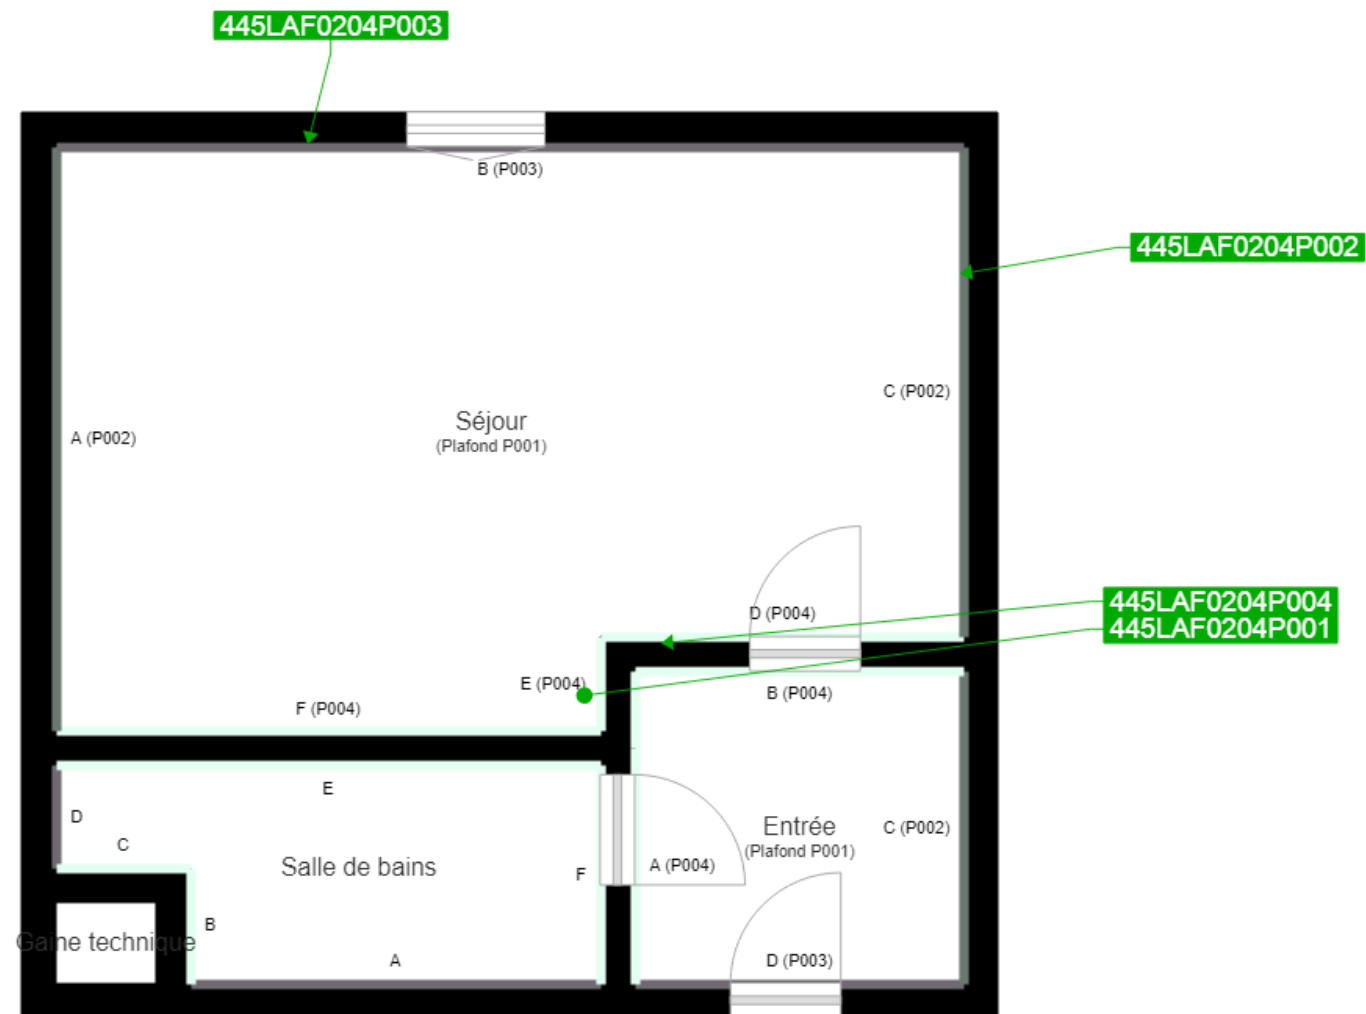 445LAF0204P003
B (P003)
445LAF0204P002
C (P002)
Séjour
(Plafond P001)
A (P002)
445LAF0204P004
D (P004)
445LAF0204P001
E (P004)
B (P004)
F (P004)
E
D
C
Entrée
C (P002)
(Plafond P001)
Salle de bains
A (P004)
F
B
Gaine technique
A
D (P003)